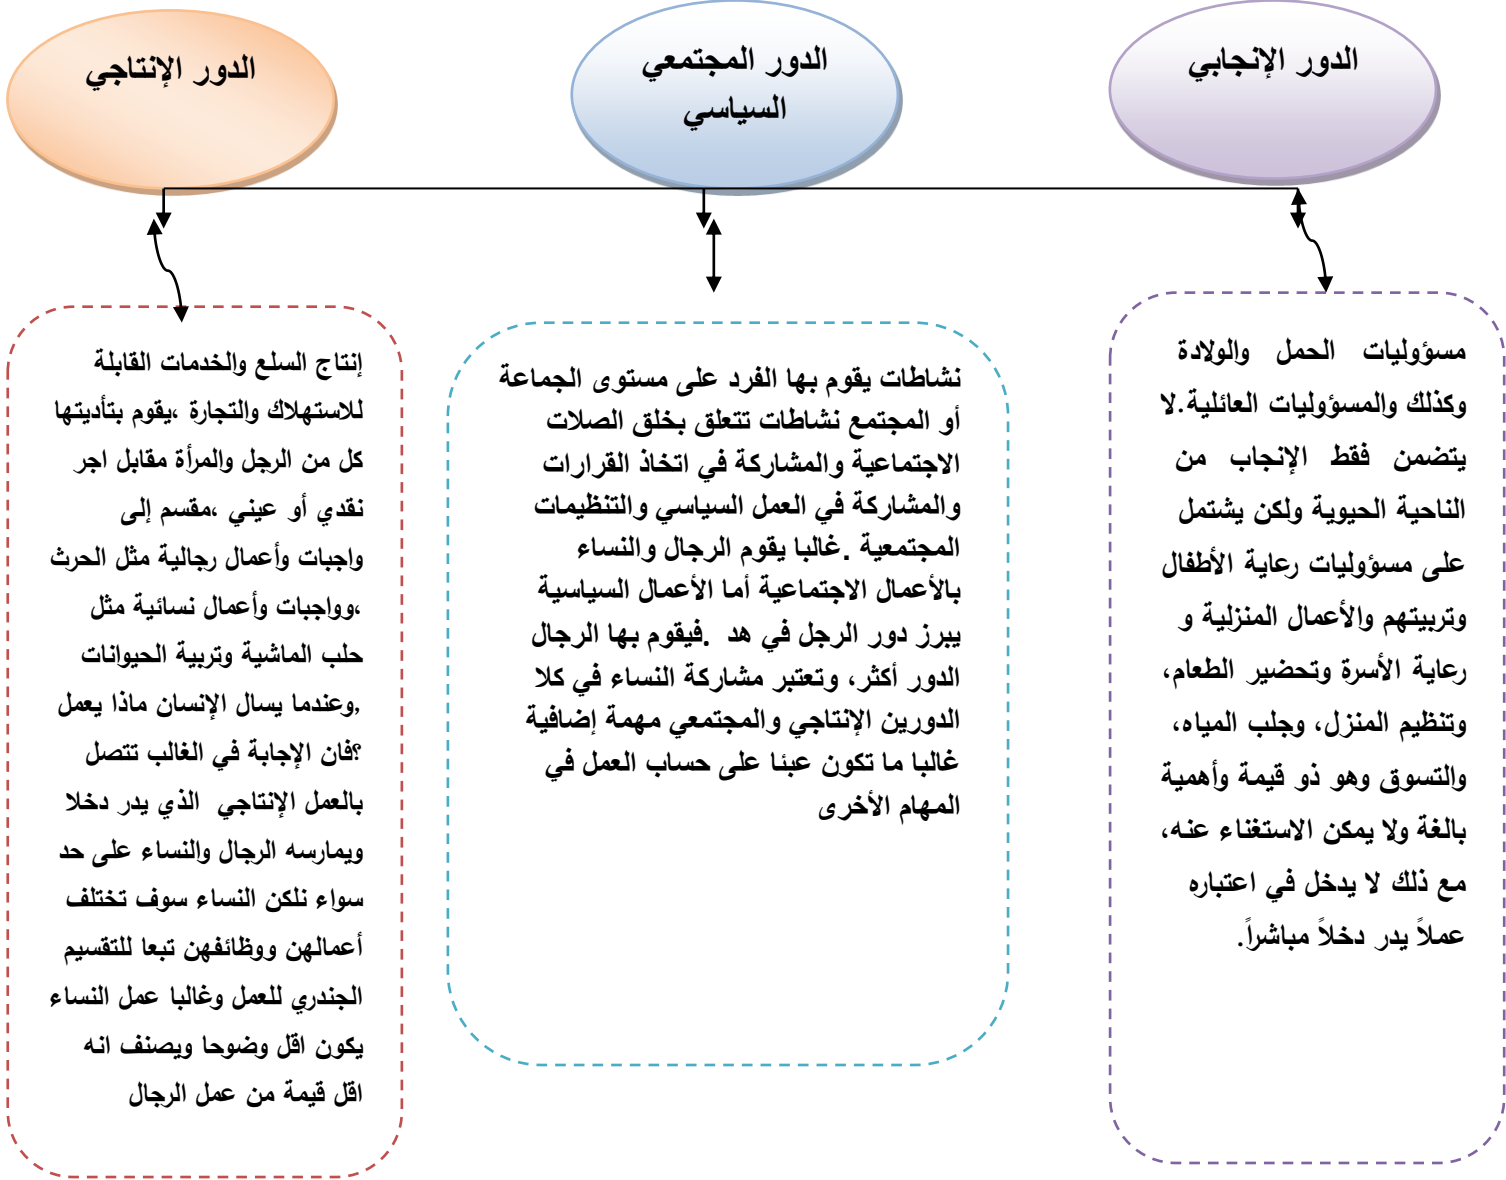 الدور الإنجابي
الدور المجتمعي
السياسي
الدور الإنتاجي
مسؤوليات الحمل والولادة
وكذلك والمسؤوليات العائلية.لا
يتضمن فقط الإنجاب من
الناحية الحيوية ولكن يشتمل
على مسؤوليات رعاية الأطفال
وتربيتهم والأعمال المنزلية و
رعاية الأسرة وتحضير الطعام،
وتنظيم المنزل، وجلب المياه،
والتسوق وهو ذو قيمة وأهمية
بالغة ولا يمكن الاستغناء عنه،
مع ذلك لا يدخل في اعتباره
عملاً يدر دخلاً مباشراً.
نشاطات يقوم بها الفرد على مستوى الجماعة
أو المجتمع نشاطات تتعلق بخلق الصلات
الاجتماعية والمشاركة في اتخاذ القرارات
والمشاركة في العمل السياسي والتنظيمات
المجتمعية .غالبا يقوم الرجال والنساء
بالأعمال الاجتماعية أما الأعمال السياسية
يبرز دور الرجل في هد .فيقوم بها الرجال
الدور أكثر، وتعتبر مشاركة النساء في كلا
الدورين الإنتاجي والمجتمعي مهمة إضافية
غالبا ما تكون عبئا على حساب العمل في
المهام الأخرى
إنتاج السلع والخدمات القابلة
للاستهلاك والتجارة ،يقوم بتأديتها
كل من الرجل والمرأة مقابل اجر
نقدي أو عيني ،مقسم إلى
واجبات وأعمال رجالية مثل الحرث
،وواجبات وأعمال نسائية مثل
حلب الماشية وتربية الحيوانات
,وعندما يسال الإنسان ماذا يعمل
؟فان الإجابة في الغالب تتصل
بالعمل الإنتاجي الذي يدر دخلا
ويمارسه الرجال والنساء على حد
سواء نلكن النساء سوف تختلف
أعمالهن ووظائفهن تبعا للتقسيم
الجندري للعمل وغالبا عمل النساء
يكون اقل وضوحا ويصنف انه
اقل قيمة من عمل الرجال